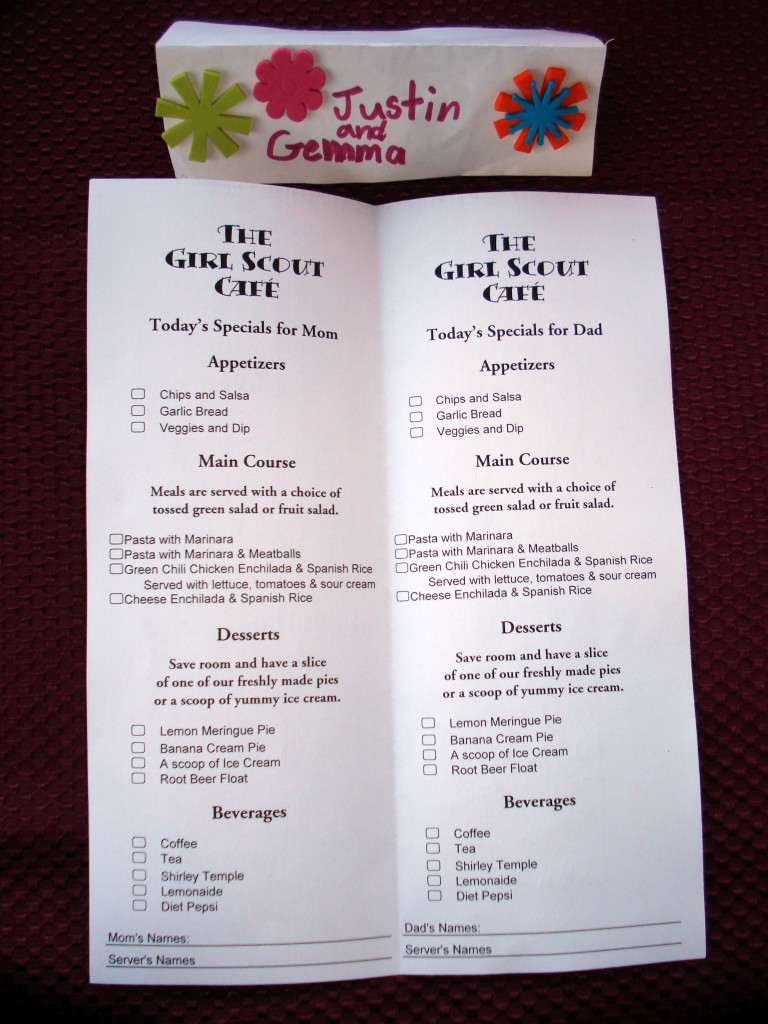 Justin
and
Gemma
THE
GIRL SCOUT
CAFÉ
Today's Specials for Mom
Appetizers
Chips and Salsa
Garlic Bread
Veggies and Dip
Main Course
Meals are served with a choice of
tossed green salad or fruit salad.
Pasta with Marinara
Pasta with Marinara & Meatballs
Green Chili Chicken Enchilada & Spanish Rice
Served with lettuce, tomatoes & sour cream
Cheese Enchilada & Spanish Rice
Desserts
Save room and have a slice
of one of our freshly made pies
or a scoop of yummy ice cream.
Lemon Meringue Pie
Banana Cream Pie
A scoop of Ice Cream
Root Beer Float
Beverages
Coffee
Tea
Shirley Temple
Lemonaide
Diet Pepsi
Mom's Names:
Server's Names
THE
GIRL SCOUT
CAFÉ
Today's Specials for Dad
Appetizers
Chips and Salsa
Garlic Bread
Veggies and Dip
Main Course
Meals are served with a choice of
tossed green salad or fruit salad.
Pasta with Marinara
Pasta with Marinara & Meatballs
Green Chili Chicken Enchilada & Spanish Rice
Served with lettuce, tomatoes & sour cream
Cheese Enchilada & Spanish Rice
Desserts
Save room and have a slice
of one of our freshly made pies
or a scoop of yummy ice cream.
Lemon Meringue Pie
Banana Cream Pie
A scoop of Ice Cream
Root Beer Float
Beverages
Coffee
Tea
Shirley Temple
Lemonaide
Diet Pepsi
Dad's Names:
Server's Names